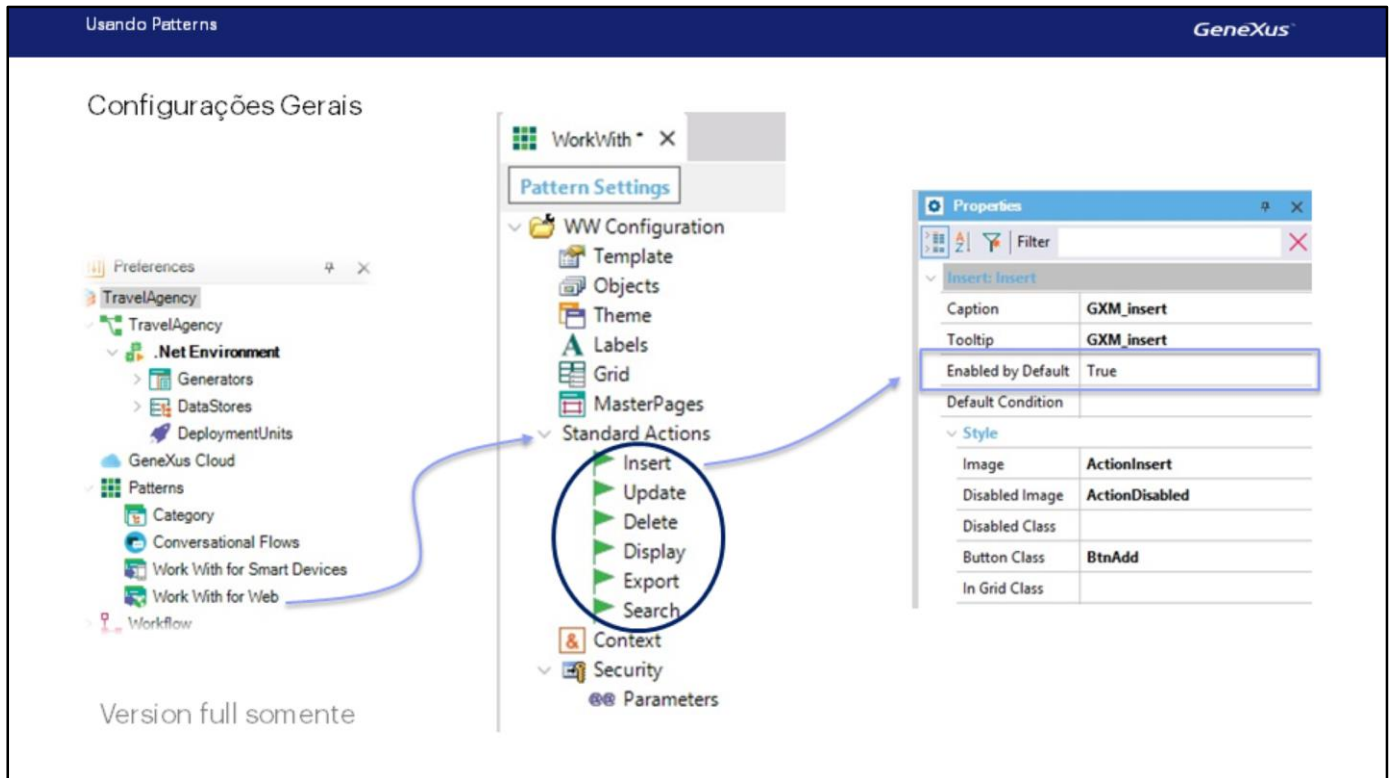 Usando Patterns
GeneXus
Configurações Gerais
Preferences
TravelAgency
TravelAgency
.Net Environment
Generators
DataStores
DeploymentUnits
GeneXus Cloud
Patterns
Category
Conversational Flows
Work With for Smart Devices
Work With for Web
Workflow
Version full somente
WorkWith *
Pattern Settings
WW Configuration
Template
Objects
Theme
Labels
Grid
MasterPages
Standard Actions
Insert
Update
Delete
Display
Export
Search
Context
Security
Parameters
Properties
Filter
Insert: Insert
Caption GXM_insert
Tooltip GXM_insert
Enabled by Default True
Default Condition
Style
Image ActionInsert
Disabled Image ActionDisabled
Disabled Class
Button Class BtnAdd
In Grid Class